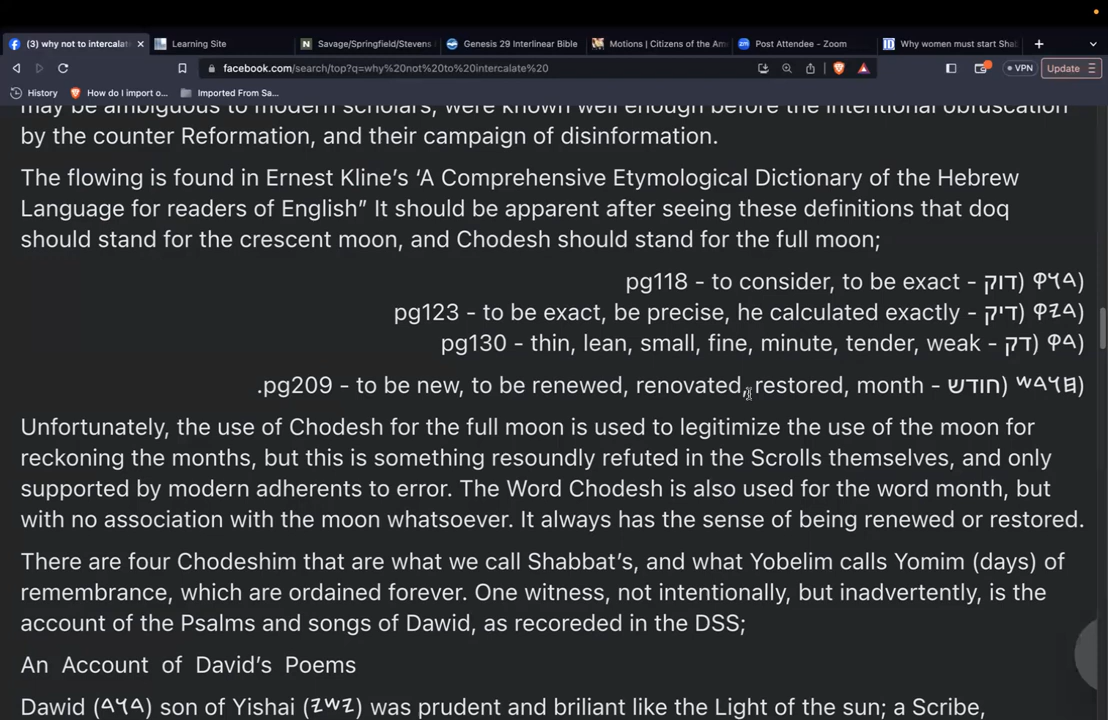 (3) why not to intercalat
Learning Site
Savage/Springfield/Stevens
Genesis 29 Interlinear Bible
Motions | Citizens of the Am
Post Attendee - Zoom
Why women must start Shab
facebook.com/search/top?q=why%20not%20to%20intercalate%20
VPN
Update
History
How do I import o...
Imported From Sa...
may be ambiguous to modern scholars, were known well enough before the intentional obfuscation
by the counter Reformation, and their campaign of disinformation.
The flowing is found in Ernest Kline's ‘A Comprehensive Etymological Dictionary of the Hebrew
Language for readers of English” It should be apparent after seeing these definitions that doq
should stand for the crescent moon, and Chodesh should stand for the full moon;
pg118 - to consider, to be exact - דוק) 𐤒𐤅𐤃)
pg123 - to be exact, be precise, he calculated exactly - דיק) 𐤒𐤉𐤃)
pg130 - thin, lean, small, fine, minute, tender, weak - דק) 𐤒𐤃)
.pg209 - to be new, to be renewed, renovated, restored, month - חודש) 𐤔𐤃𐤅𐤇)
Unfortunately, the use of Chodesh for the full moon is used to legitimize the use of the moon for
reckoning the months, but this is something resoundly refuted in the Scrolls themselves, and only
supported by modern adherents to error. The Word Chodesh is also used for the word month, but
with no association with the moon whatsoever. It always has the sense of being renewed or restored.
There are four Chodeshim that are what we call Shabbat's, and what Yobelim calls Yomim (days) of
remembrance, which are ordained forever. One witness, not intentionally, but inadvertently, is the
account of the Psalms and songs of Dawid, as recoreded in the DSS;
An Account of David's Poems
Dawid (𐤃𐤅𐤃) son of Yishai (𐤉𐤔𐤉) was prudent and briliant like the Light of the sun; a Scribe,